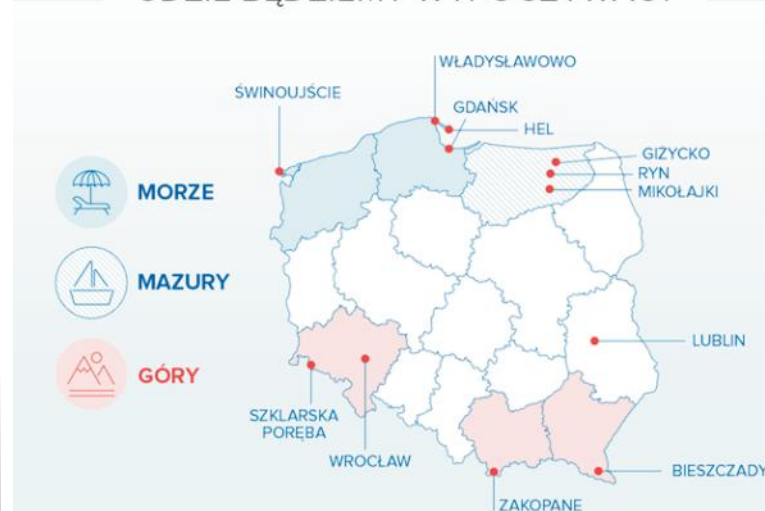 WŁADYSŁAWOWO
ŚWINOUJŚCIE
GDAŃSK
HEL
GIŻYCKO
RYN
MIKOŁAJKI
MORZE
MAZURY
GÓRY
LUBLIN
SZKLARSKA
PORĘBA
WROCŁAW
BIESZCZADY
ZAKOPANE